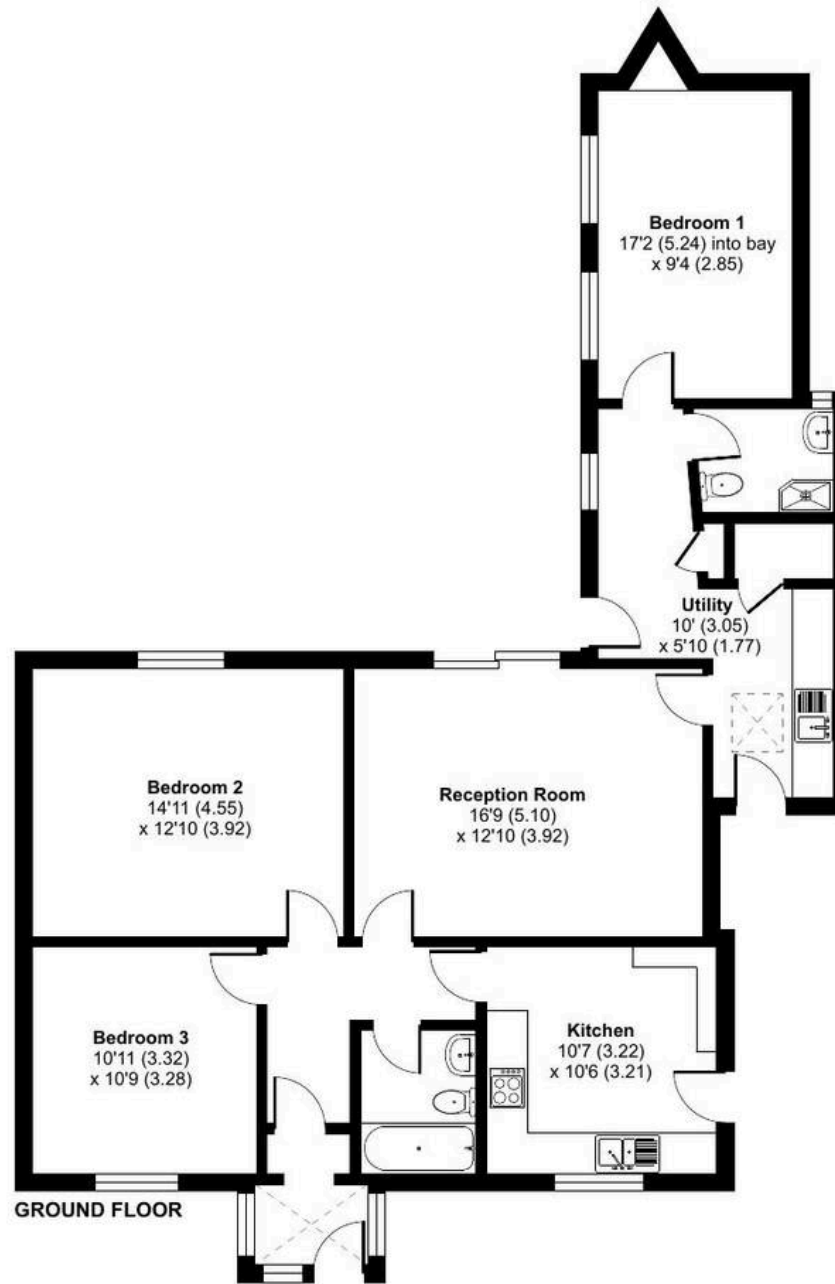 Bedroom 1
17'2 (5.24) into bay
x 9'4 (2.85)
Utility
10' (3.05)
x 5'10 (1.77)
Bedroom 2
14'11 (4.55)
x 12'10 (3.92)
Reception Room
16'9 (5.10)
x 12'10 (3.92)
Bedroom 3
10'11 (3.32)
x 10'9 (3.28)
Kitchen
10'7 (3.22)
x 10'6 (3.21)
GROUND FLOOR